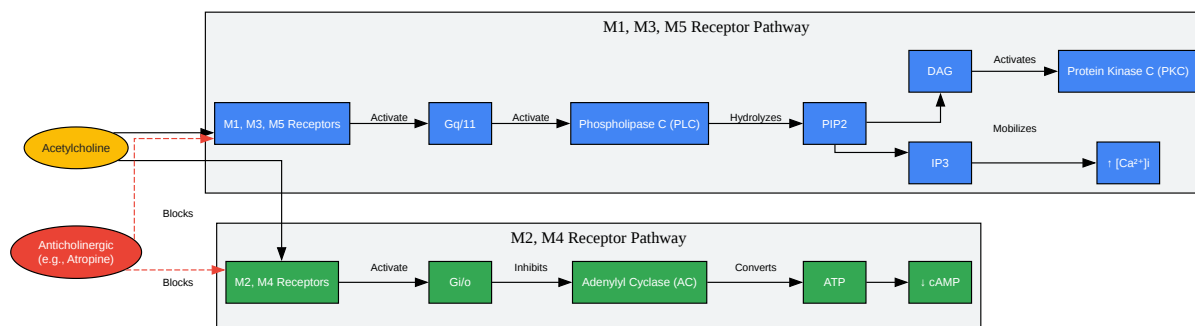 M1, M3, M5 Receptor Pathway
DAG
Activates
Protein Kinase C (PKC)
M1, M3, M5 Receptors
Activate
Gq/11
Activate
Phospholipase C (PLC)
Hydrolyzes
PIP2
Mobilizes
Acetylcholine
IP3
↑ [Ca²⁺]i
Blocks
M2, M4 Receptor Pathway
Anticholinergic
(e.g., Atropine)
Blocks
M2, M4 Receptors
Activate
Gi/o
Inhibits
Adenylyl Cyclase (AC)
Converts
ATP
↓ cAMP